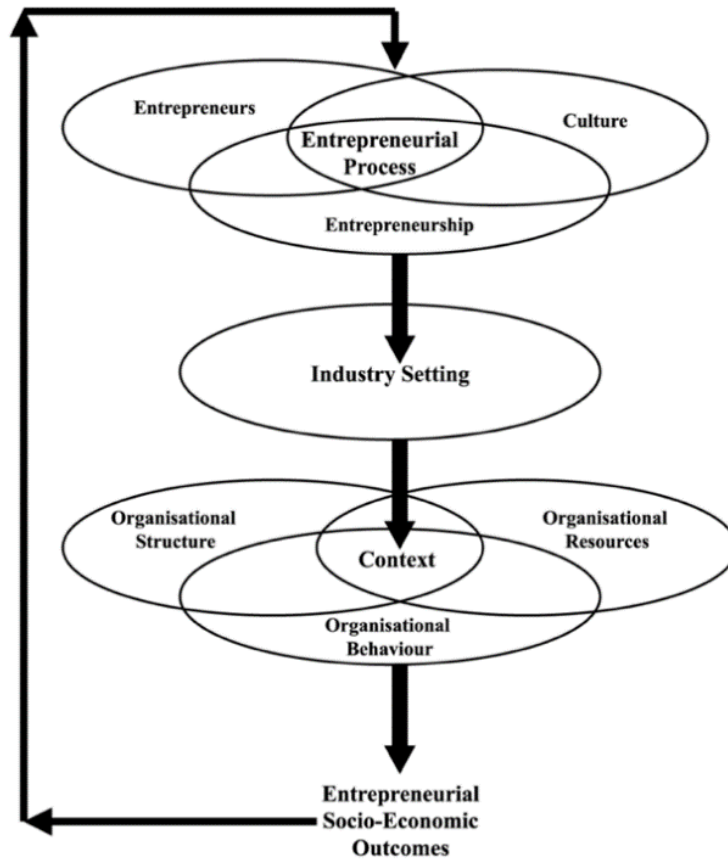 Entrepreneurs
Culture
Entrepreneurial
Process
Entrepreneurship
Industry Setting
Organisational
Structure
Organisational
Resources
Context
Organisational
Behaviour
Entrepreneurial
Socio-Economic
Outcomes